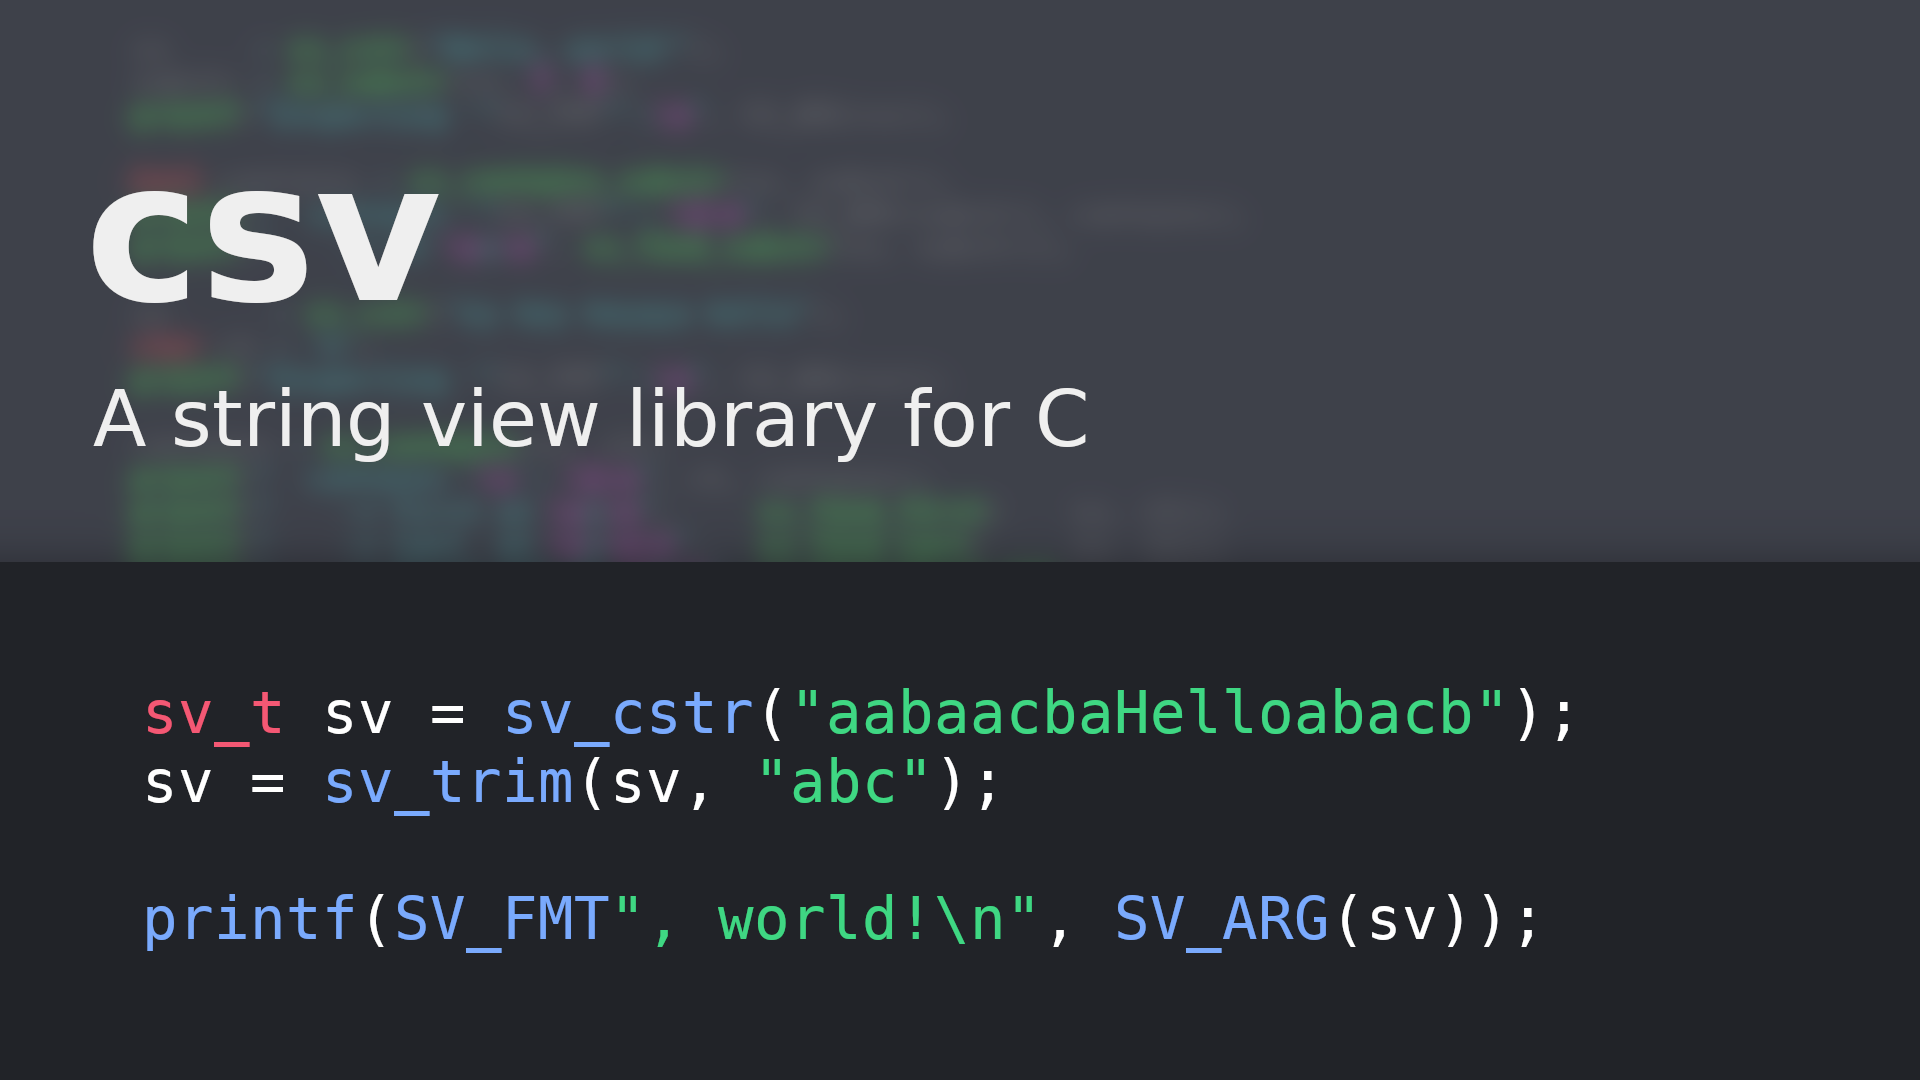 csv
A string view library for C
sv_t sv = sv_cstr("aabaacbaHelloabacb");
sv = sv_trim(sv, "abc");
printf(SV_FMT", world!\n", SV_ARG(sv));